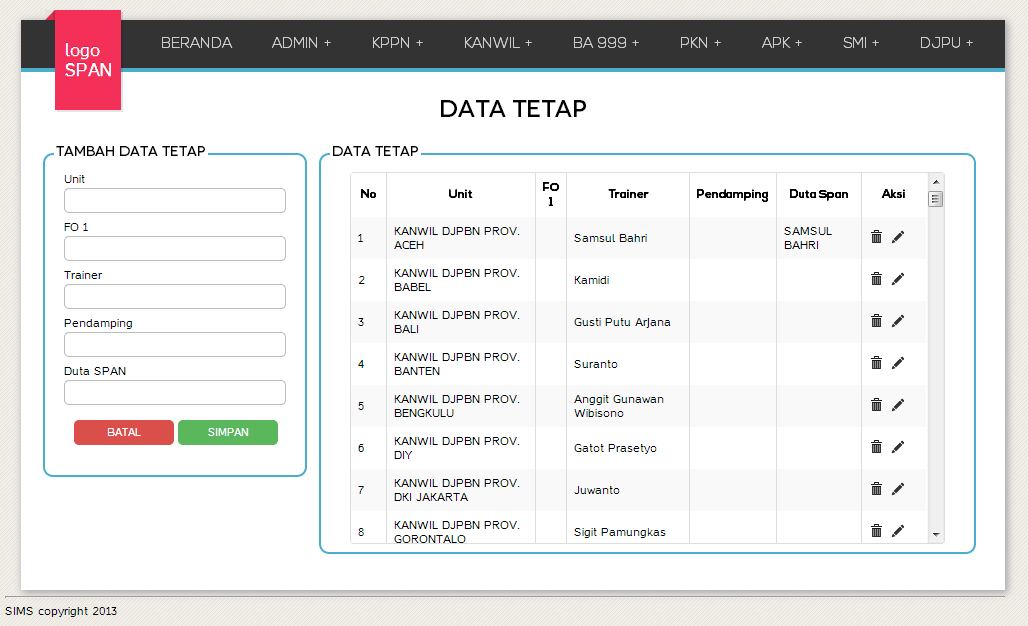 logo
SPAN
BERANDA ADMIN + KPPN + KANWIL + BA 999 + PKN + APK + SMI + DJPU +
DATA TETAP
TAMBAH DATA TETAP
Unit
FO 1
Trainer
Pendamping
Duta SPAN
BATAL SIMPAN
DATA TETAP
No Unit FO 1 Trainer Pendamping Duta Span Aksi
1 KANWIL DJPBN PROV. ACEH Samsul Bahri SAMSUL BAHRI
2 KANWIL DJPBN PROV. BABEL Kamidi
3 KANWIL DJPBN PROV. BALI Gusti Putu Arjana
4 KANWIL DJPBN PROV. BANTEN Suranto
5 KANWIL DJPBN PROV. BENGKULU Anggit Gunawan Wibisono
6 KANWIL DJPBN PROV. DIY Gatot Prasetyo
7 KANWIL DJPBN PROV. DKI JAKARTA Juwanto
8 KANWIL DJPBN PROV. GORONTALO Sigit Pamungkas
SIMS copyright 2013